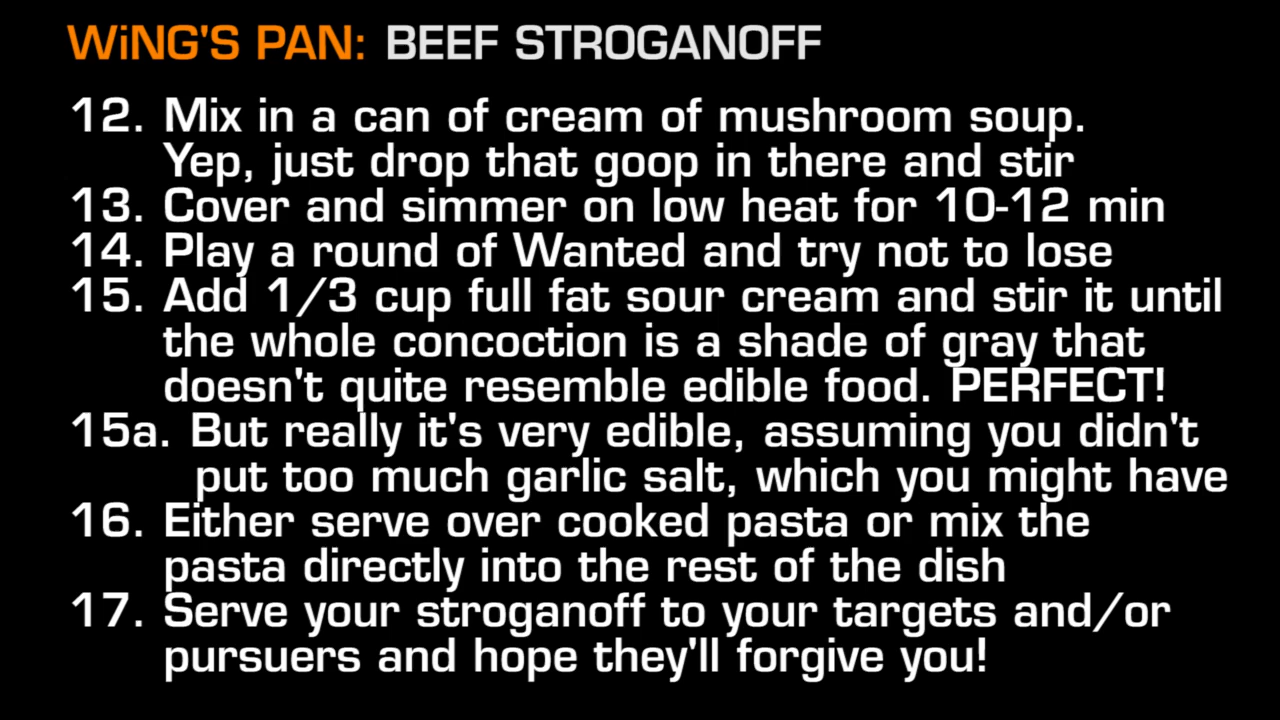 WiNG'S PAN: BEEF STROGANOFF
12. Mix in a can of cream of mushroom soup.
Yep, just drop that goop in there and stir
13. Cover and simmer on low heat for 10-12 min
14. Play a round of Wanted and try not to lose
15. Add 1/3 cup full fat sour cream and stir it until
the whole concoction is a shade of gray that
doesn't quite resemble edible food. PERFECT!
15a. But really it's very edible, assuming you didn't
put too much garlic salt, which you might have
16. Either serve over cooked pasta or mix the
pasta directly into the rest of the dish
17. Serve your stroganoff to your targets and/or
pursuers and hope they'll forgive you!